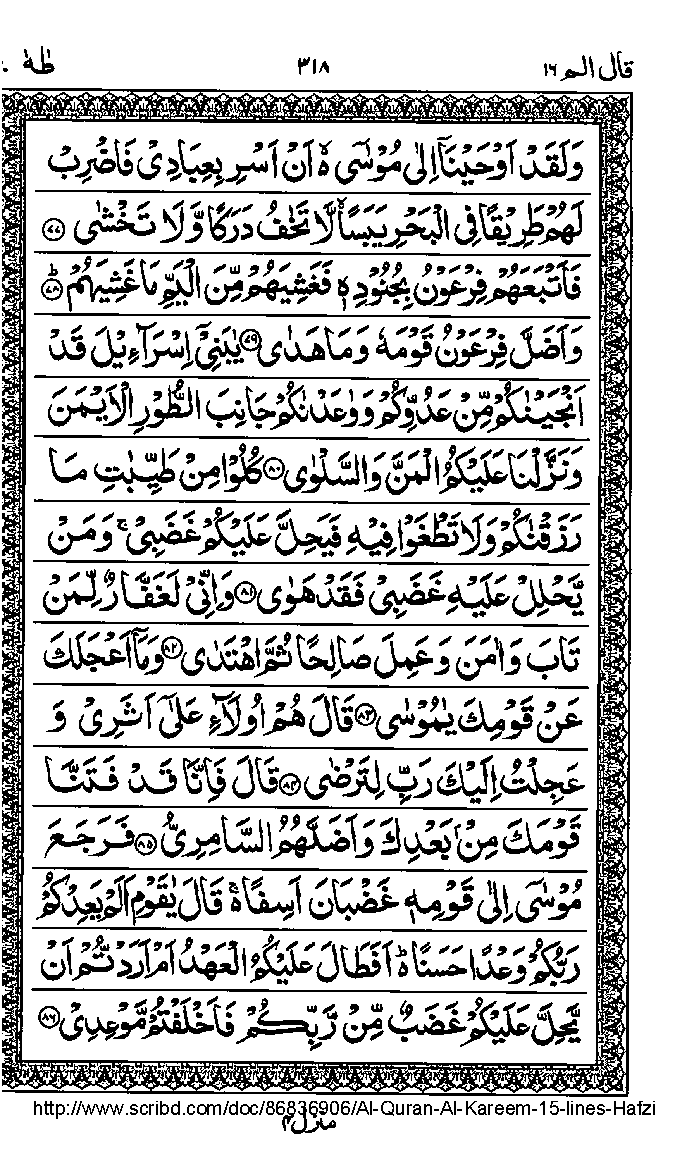 قال الم ١٦
٣١٨
طٰهٰ ٢٠
وَلَقَدْ اَوْحَيْنَاۤ اِلٰى مُوْسٰۤى ۙ اَنْ اَسْرِ بِعِبَادِىْ فَاضْرِبْ
لَهُمْ طَرِيْقًا فِى الْبَحْرِ يَبَسًا ۙ لَّا تَخٰفُ دَرَكًا وَّلَا تَخْشٰى ﴿٧٧﴾
فَاَتْبَعَهُمْ فِرْعَوْنُ بِجُنُوْدِهٖ فَغَشِيَهُمْ مِّنَ الْيَمِّ مَا غَشِيَهُمْ ؕ﴿٧٨﴾
وَاَضَلَّ فِرْعَوْنُ قَوْمَهٗ وَمَا هَدٰى ﴿٧٩﴾ يٰبَنِىْۤ اِسْرَآءِيْلَ قَدْ
اَنْجَيْنٰكُمْ مِّنْ عَدُوِّكُمْ وَوٰعَدْنٰكُمْ جَانِبَ الطُّوْرِ الْاَيْمَنَ
وَنَزَّلْنَا عَلَيْكُمُ الْمَنَّ وَالسَّلْوٰى ﴿٨٠﴾ كُلُوْا مِنْ طَيِّبٰتِ مَا
رَزَقْنٰكُمْ وَلَا تَطْغَوْا فِيْهِ فَيَحِلَّ عَلَيْكُمْ غَضَبِىْ ۚ وَمَنْ
يَّحْلِلْ عَلَيْهِ غَضَبِىْ فَقَدْ هَوٰى ﴿٨١﴾ وَاِنِّىْ لَغَفَّارٌ لِّمَنْ
تَابَ وَاٰمَنَ وَعَمِلَ صَالِحًا ثُمَّ اهْتَدٰى ﴿٨٢﴾ وَمَاۤ اَعْجَلَكَ
عَنْ قَوْمِكَ يٰمُوْسٰى ﴿٨٣﴾ قَالَ هُمْ اُولَآءِ عَلٰٓى اَثَرِىْ وَ
عَجِلْتُ اِلَيْكَ رَبِّ لِتَرْضٰى ﴿٨٤﴾ قَالَ فَاِنَّا قَدْ فَتَنَّا
قَوْمَكَ مِنْۢ بَعْدِكَ وَاَضَلَّهُمُ السَّامِرِىُّ ﴿٨٥﴾ فَرَجَعَ
مُوْسٰۤى اِلٰى قَوْمِهٖ غَضْبَانَ اَسِفًا ۬ۚ قَالَ يٰقَوْمِ اَلَمْ يَعِدْكُمْ
رَبُّكُمْ وَعْدًا حَسَنًا ؕ۬ اَفَطَالَ عَلَيْكُمُ الْعَهْدُ اَمْ اَرَدْتُّمْ اَنْ
يَّحِلَّ عَلَيْكُمْ غَضَبٌ مِّنْ رَّبِّكُمْ فَاَخْلَفْتُمْ مَّوْعِدِىْ ﴿٨٦﴾
http://www.scribd.com/doc/86836906/Al-Quran-Al-Kareem-15-lines-Hafzi
منزل ٤